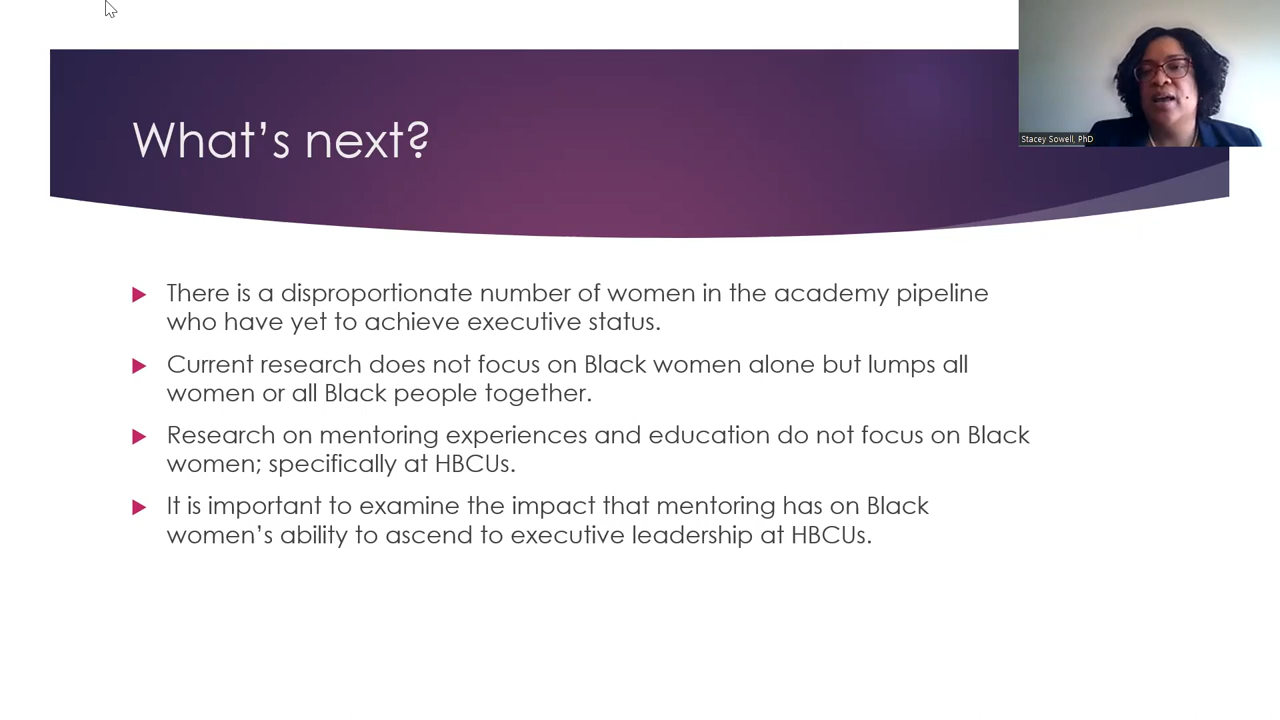 What's next?
Stacey Sowell, PhD
There is a disproportionate number of women in the academy pipeline
who have yet to achieve executive status.
Current research does not focus on Black women alone but lumps all
women or all Black people together.
Research on mentoring experiences and education do not focus on Black
women; specifically at HBCUs.
It is important to examine the impact that mentoring has on Black
women's ability to ascend to executive leadership at HBCUs.